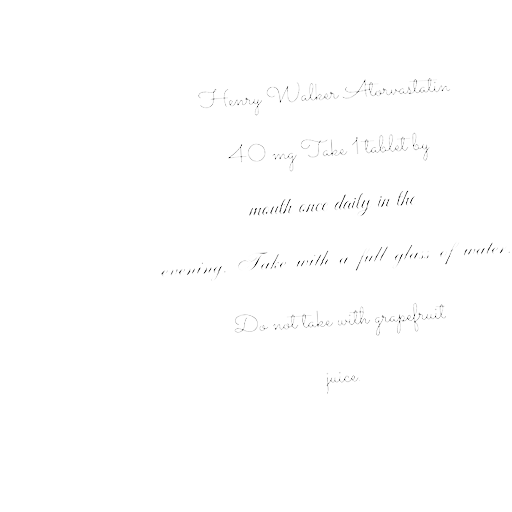 Henry Walker Atorvastatin
40 mg Take 1 tablet by
mouth once daily in the
evening. Take with a full glass of water.
Do not take with grapefruit
juice